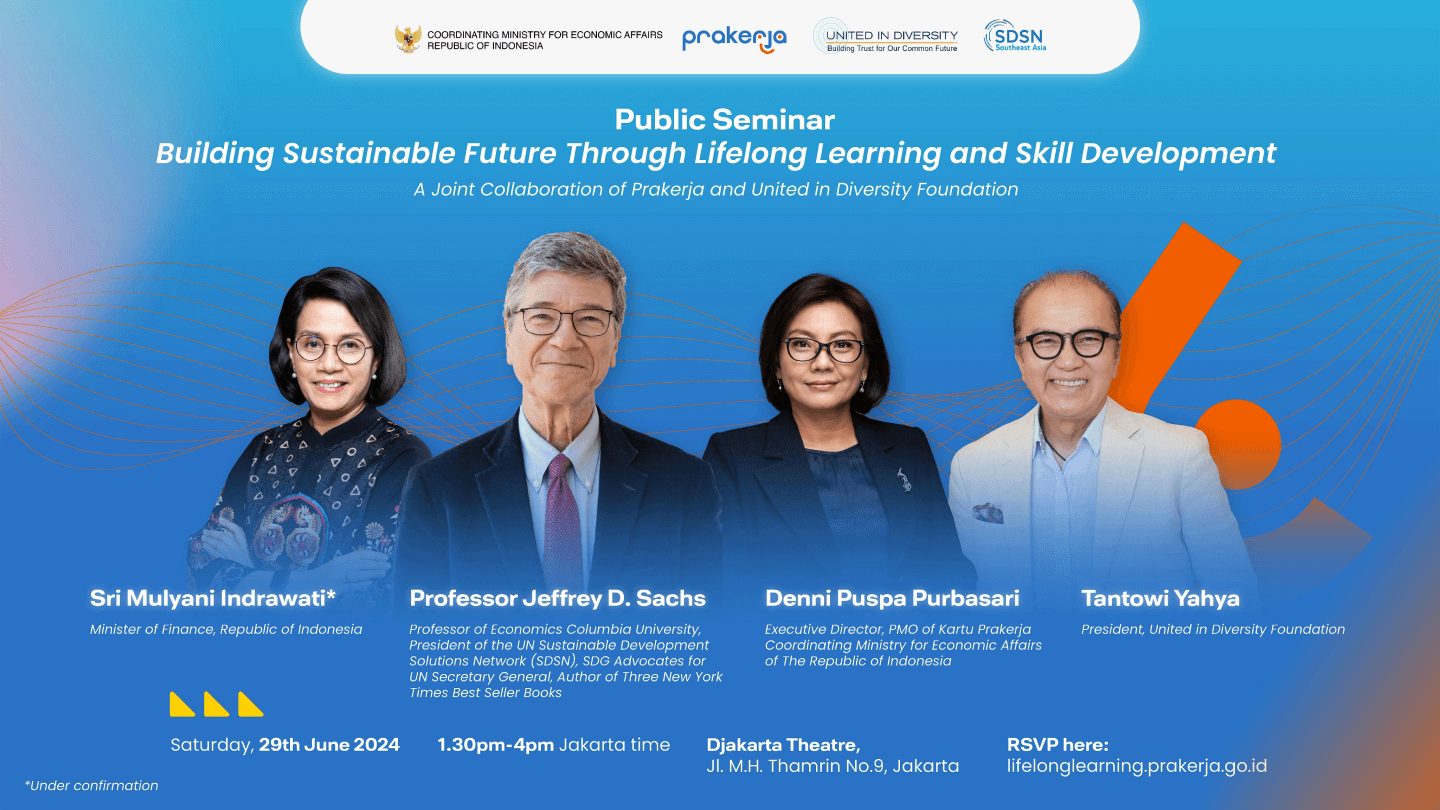 COORDINATING MINISTRY FOR ECONOMIC AFFAIRS
REPUBLIC OF INDONESIA
prakerja
UNITED IN DIVERSITY
Building Trust for Our Common Future
SDSN
Southeast Asia
Public Seminar
Building Sustainable Future Through Lifelong Learning and Skill Development
A Joint Collaboration of Prakerja and United in Diversity Foundation
Sri Mulyani Indrawati*
Minister of Finance, Republic of Indonesia
Professor Jeffrey D. Sachs
Professor of Economics Columbia University,
President of the UN Sustainable Development
Solutions Network (SDSN), SDG Advocates for
UN Secretary General, Author of Three New York
Times Best Seller Books
Denni Puspa Purbasari
Executive Director, PMO of Kartu Prakerja
Coordinating Ministry for Economic Affairs
of The Republic of Indonesia
Tantowi Yahya
President, United in Diversity Foundation
Saturday, 29th June 2024
1.30pm-4pm Jakarta time
Djakarta Theatre,
Jl. M.H. Thamrin No.9, Jakarta
RSVP here:
lifelonglearning.prakerja.go.id
*Under confirmation